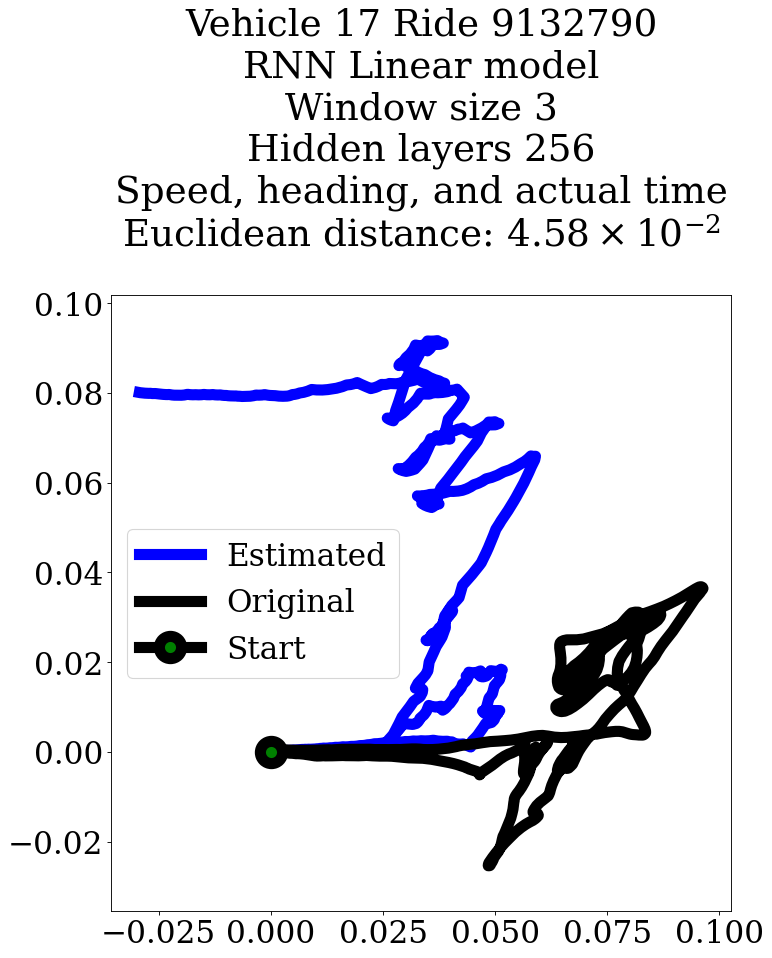 Vehicle 17 Ride 9132790
RNN Linear model
Window size 3
Hidden layers 256
Speed, heading, and actual time
Euclidean distance: 4.58 × 10⁻²
0.10
0.08
0.06
0.04
0.02
0.00
−0.02
Estimated
Original
Start
−0.025 0.000 0.025 0.050 0.075 0.100